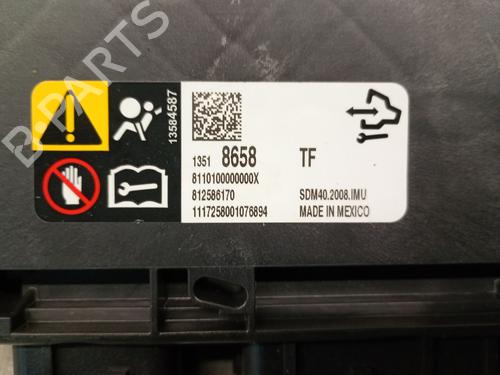 B-PARTS
13584587
1351 8658 TF
8110100000000X
812586170 SDM40.2008.IMU
1117258001076894 MADE IN MEXICO